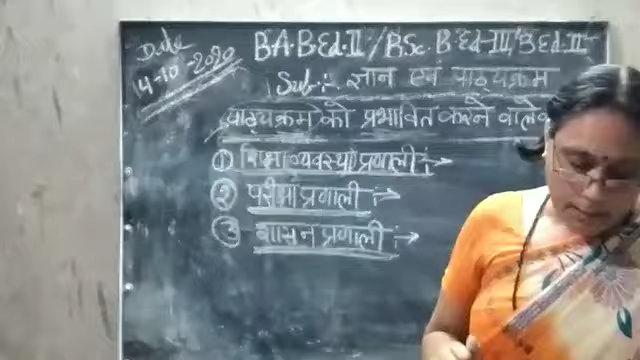 Date
14-10-2020
BA.B.Ed.II / B.Sc. B.Ed-III, B.Ed.II
Sub:- ज्ञान एवं पाठ्यक्रम
पाठ्यक्रम को प्रभावित करने वाले
① शिक्षा व्यवस्था प्रणाली :→
② परीक्षा प्रणाली :→
③ शासन प्रणाली :→